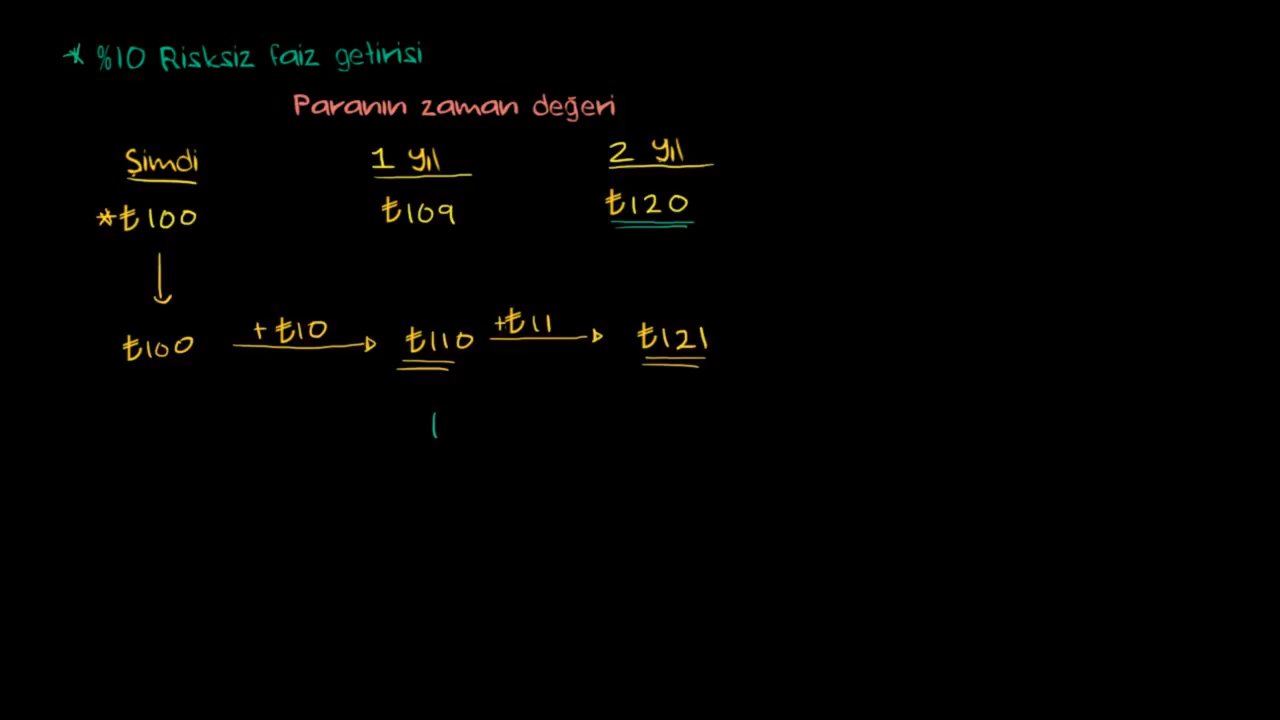 * %10 Risksiz faiz getirisi
Paranın zaman değeri
Şimdi 1 yıl 2 yıl
*₺100 ₺109 ₺120
+₺10 +₺11
₺100 ₺110 ₺121